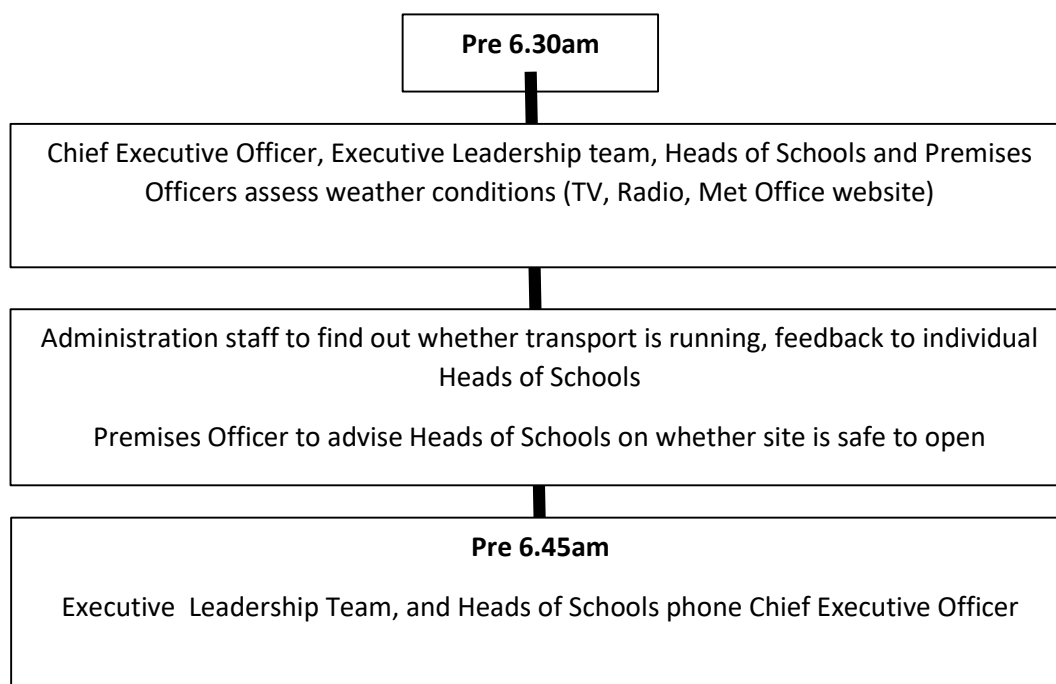 Pre 6.30am
Chief Executive Officer, Executive Leadership team, Heads of Schools and Premises
Officers assess weather conditions (TV, Radio, Met Office website)
Administration staff to find out whether transport is running, feedback to individual
Heads of Schools
Premises Officer to advise Heads of Schools on whether site is safe to open
Pre 6.45am
Executive  Leadership Team, and Heads of Schools phone Chief Executive Officer